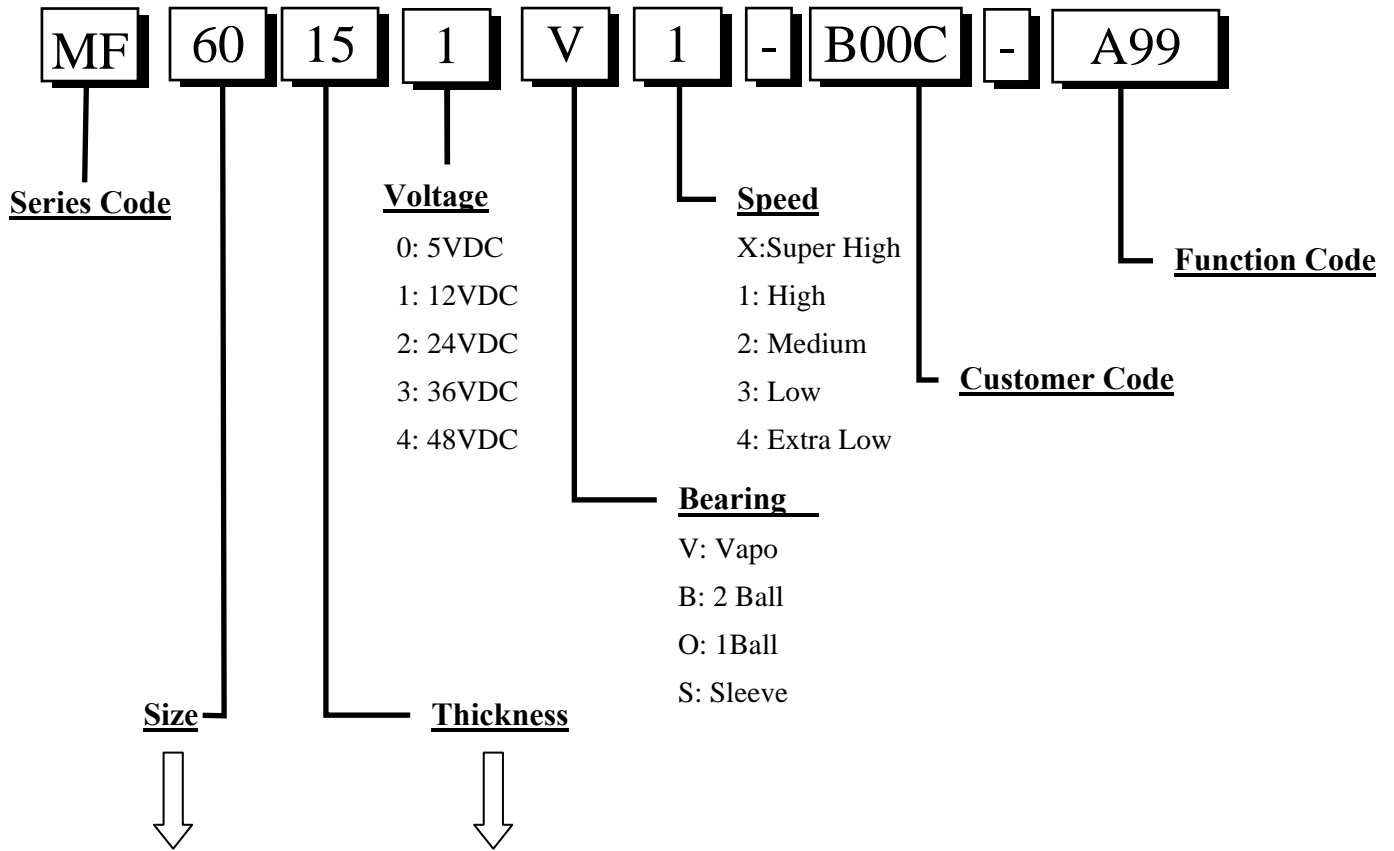 MF 60 15 1 V 1 - B00C - A99
Series Code
Voltage
0: 5VDC
1: 12VDC
2: 24VDC
3: 36VDC
4: 48VDC
Speed
X:Super High
1: High
2: Medium
3: Low
4: Extra Low
Function Code
Customer Code
Bearing
V: Vapo
B: 2 Ball
O: 1Ball
S: Sleeve
Size
Thickness